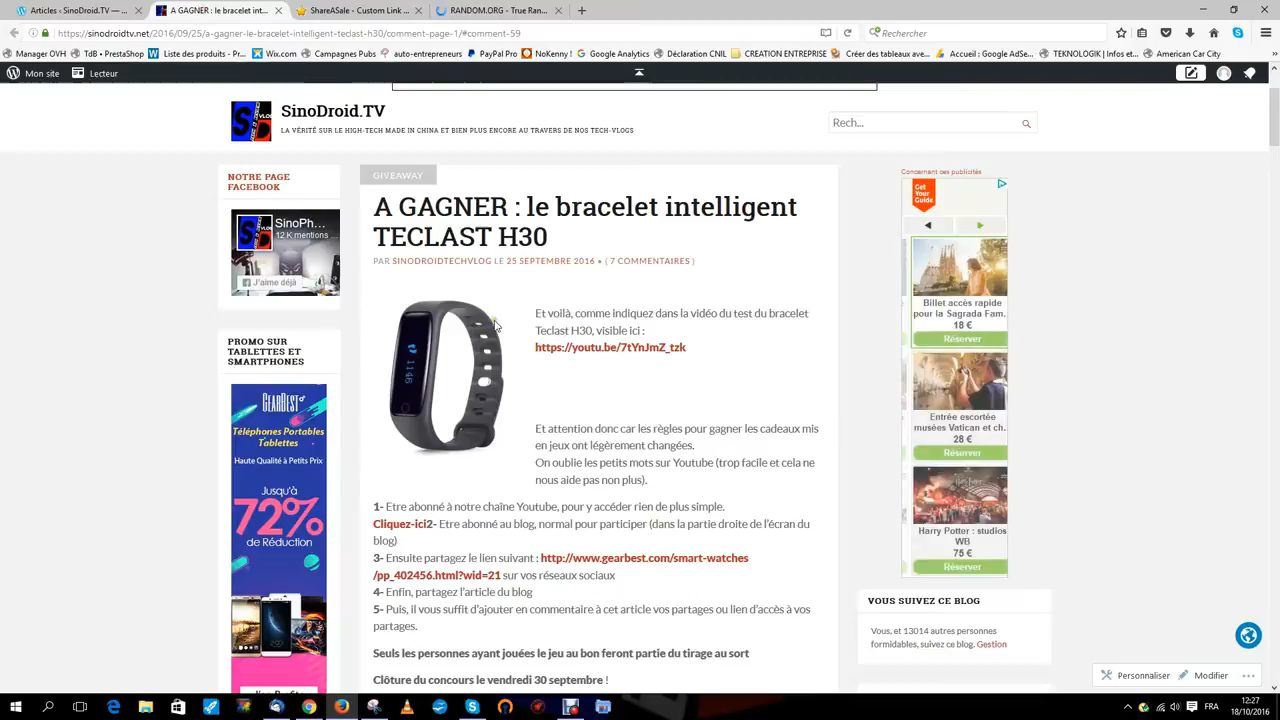 Articles ‹ sinodroidtv.net...
A GAGNER : le bracelet int...
ShareASale - Custom Link ...
RANDOM.ORG - True Ran...
https://sinodroidtv.net/2016/09/25/a-gagner-le-bracelet-intelligent-teclast-h30/comment-page-1/#comment-59
Rechercher
Manager OVH TdB • PrestaShop Liste des produits - Pre... Wix.com Campagnes Pubs auto-entrepreneurs PayPal Pro NoKenny ! Google Analytics Déclaration CNIL CREATION ENTREPRISE Créer des tableaux ave... Accueil : Google AdSe... TEKNOLOGIK | Infos et... American Car City
Mon site Lecteur
SinoDroid.TV
LA VÉRITÉ SUR LE HIGH-TECH MADE IN CHINA ET BIEN PLUS ENCORE AU TRAVERS DE NOS TECH-VLOGS
Rech...
NOTRE PAGE
FACEBOOK
SinoPh...
12 K mentions ...
J'aime déjà
PROMO SUR
TABLETTES ET
SMARTPHONES
GEARBEST
Téléphones Portables
Tablettes
Haute Qualité à Petits Prix
Jusqu'à
72%
de Réduction
GIVEAWAY
A GAGNER : le bracelet intelligent
TECLAST H30
PAR SINODROIDTECHVLOG LE 25 SEPTEMBRE 2016 • ( 7 COMMENTAIRES )
Et voilà, comme indiquez dans la vidéo du test du bracelet
Teclast H30, visible ici :
https://youtu.be/7tYnJmZ_tzk
Et attention donc car les règles pour gagner les cadeaux mis
en jeux ont légèrement changées.
On oublie les petits mots sur Youtube (trop facile et cela ne
nous aide pas non plus).
1- Etre abonné à notre chaîne Youtube, pour y accéder rien de plus simple.
Cliquez-ici2- Etre abonné au blog, normal pour participer (dans la partie droite de l'écran du
blog)
3- Ensuite partagez le lien suivant : http://www.gearbest.com/smart-watches
/pp_402456.html?wid=21 sur vos réseaux sociaux
4- Enfin, partagez l'article du blog
5- Puis, il vous suffit d'ajouter en commentaire à cet article vos partages ou lien d'accès à vos
partages.
Seuls les personnes ayant jouées le jeu au bon feront partie du tirage au sort
Clôture du concours le vendredi 30 septembre !
Concernant ces publicités
Get
Your
Guide
Billet accès rapide
pour la Sagrada Fam...
18 €
Réserver
Entrée escortée
musées Vatican et ch...
28 €
Réserver
Harry Potter : studios
WB
75 €
Réserver
VOUS SUIVEZ CE BLOG
Vous, et 13014 autres personnes
formidables, suivez ce blog. Gestion
Personnaliser Modifier
FRA
12:27
18/10/2016